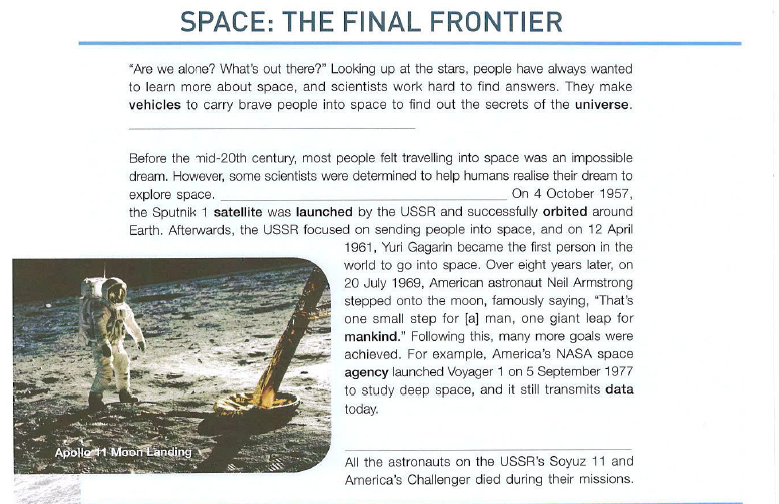 SPACE: THE FINAL FRONTIER
“Are we alone? What’s out there?” Looking up at the stars, people have always wanted
to learn more about space, and scientists work hard to find answers. They make
vehicles to carry brave people into space to find out the secrets of the universe.
Before the mid-20th century, most people felt travelling into space was an impossible
dream. However, some scientists were determined to help humans realise their dream to
explore space. ______________________ On 4 October 1957,
the Sputnik 1 satellite was launched by the USSR and successfully orbited around
Earth. Afterwards, the USSR focused on sending people into space, and on 12 April
1961, Yuri Gagarin became the first person in the
world to go into space. Over eight years later, on
20 July 1969, American astronaut Neil Armstrong
stepped onto the moon, famously saying, “That’s
one small step for [a] man, one giant leap for
mankind.” Following this, many more goals were
achieved. For example, America’s NASA space
agency launched Voyager 1 on 5 September 1977
to study deep space, and it still transmits data
today.
Apollo 11 Moon Landing
All the astronauts on the USSR’s Soyuz 11 and
America’s Challenger died during their missions.